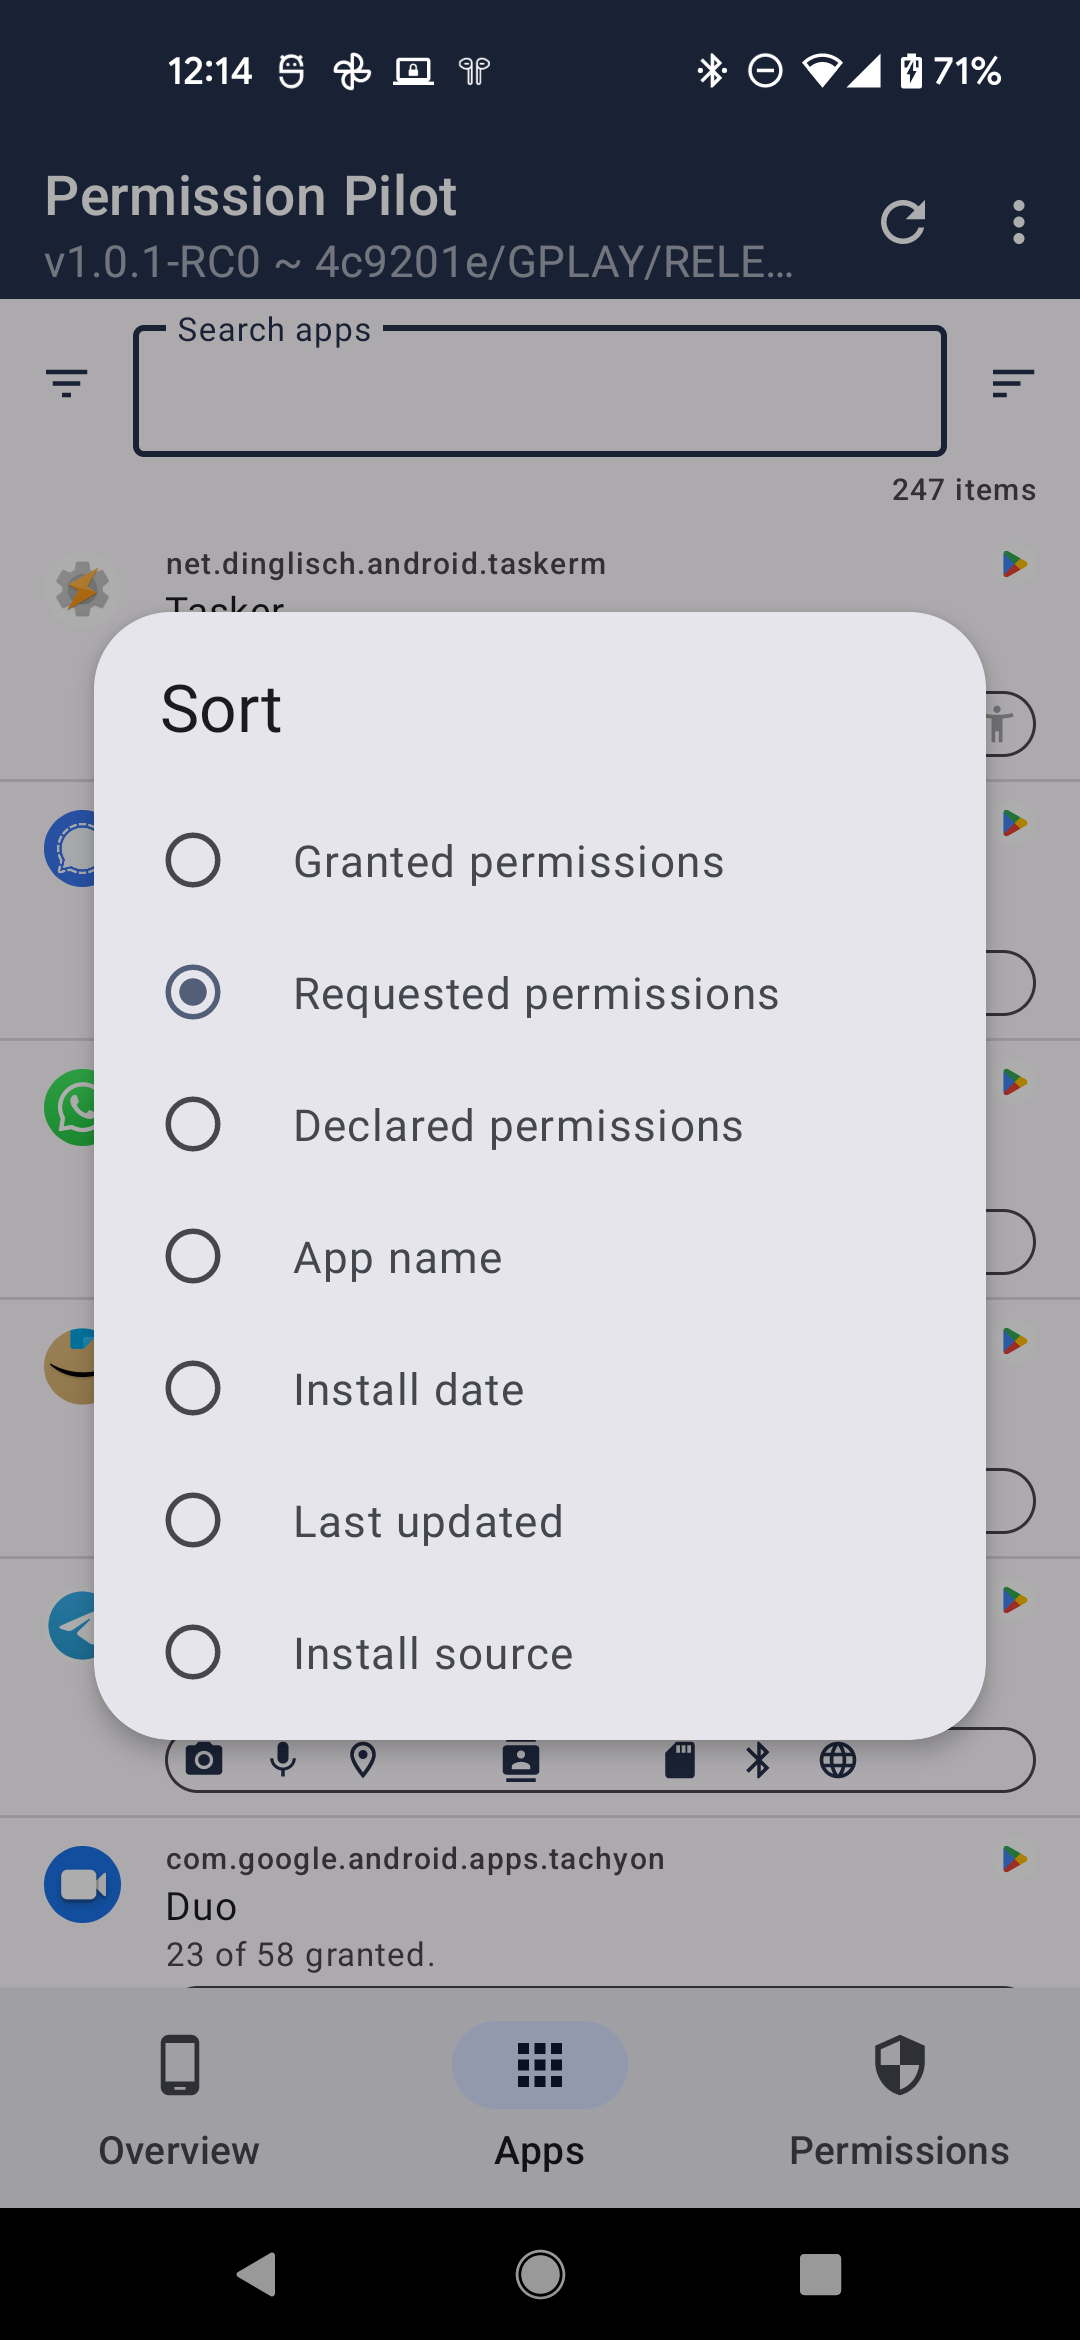 12:14
71%
Permission Pilot
v1.0.1-RC0 ~ 4c9201e/GPLAY/RELE...
Search apps
247 items
net.dinglisch.android.taskerm
Tasker
Sort
Granted permissions
Requested permissions
Declared permissions
App name
Install date
Last updated
Install source
com.google.android.apps.tachyon
Duo
23 of 58 granted.
Overview
Apps
Permissions